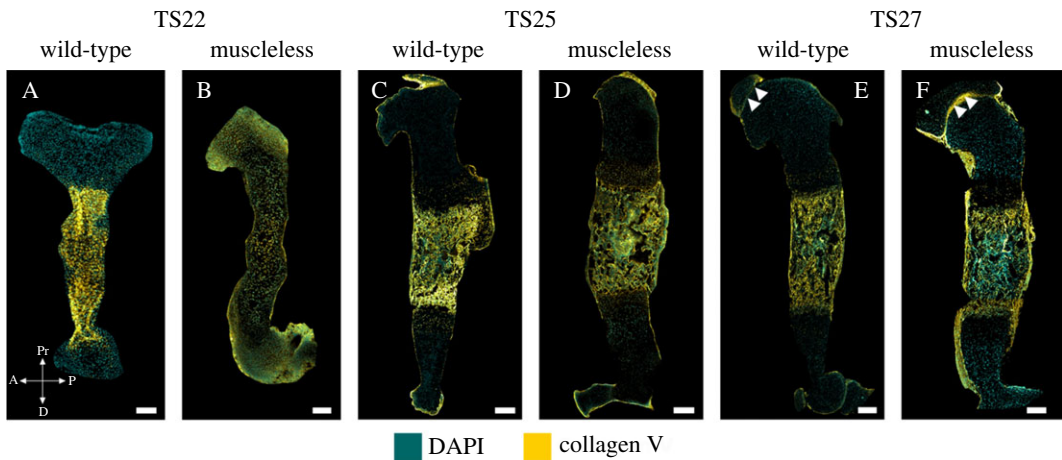 TS22 TS25 TS27
wild-type muscleless wild-type muscleless wild-type muscleless
A B C D E F
Pr
A P
D
DAPI collagen V